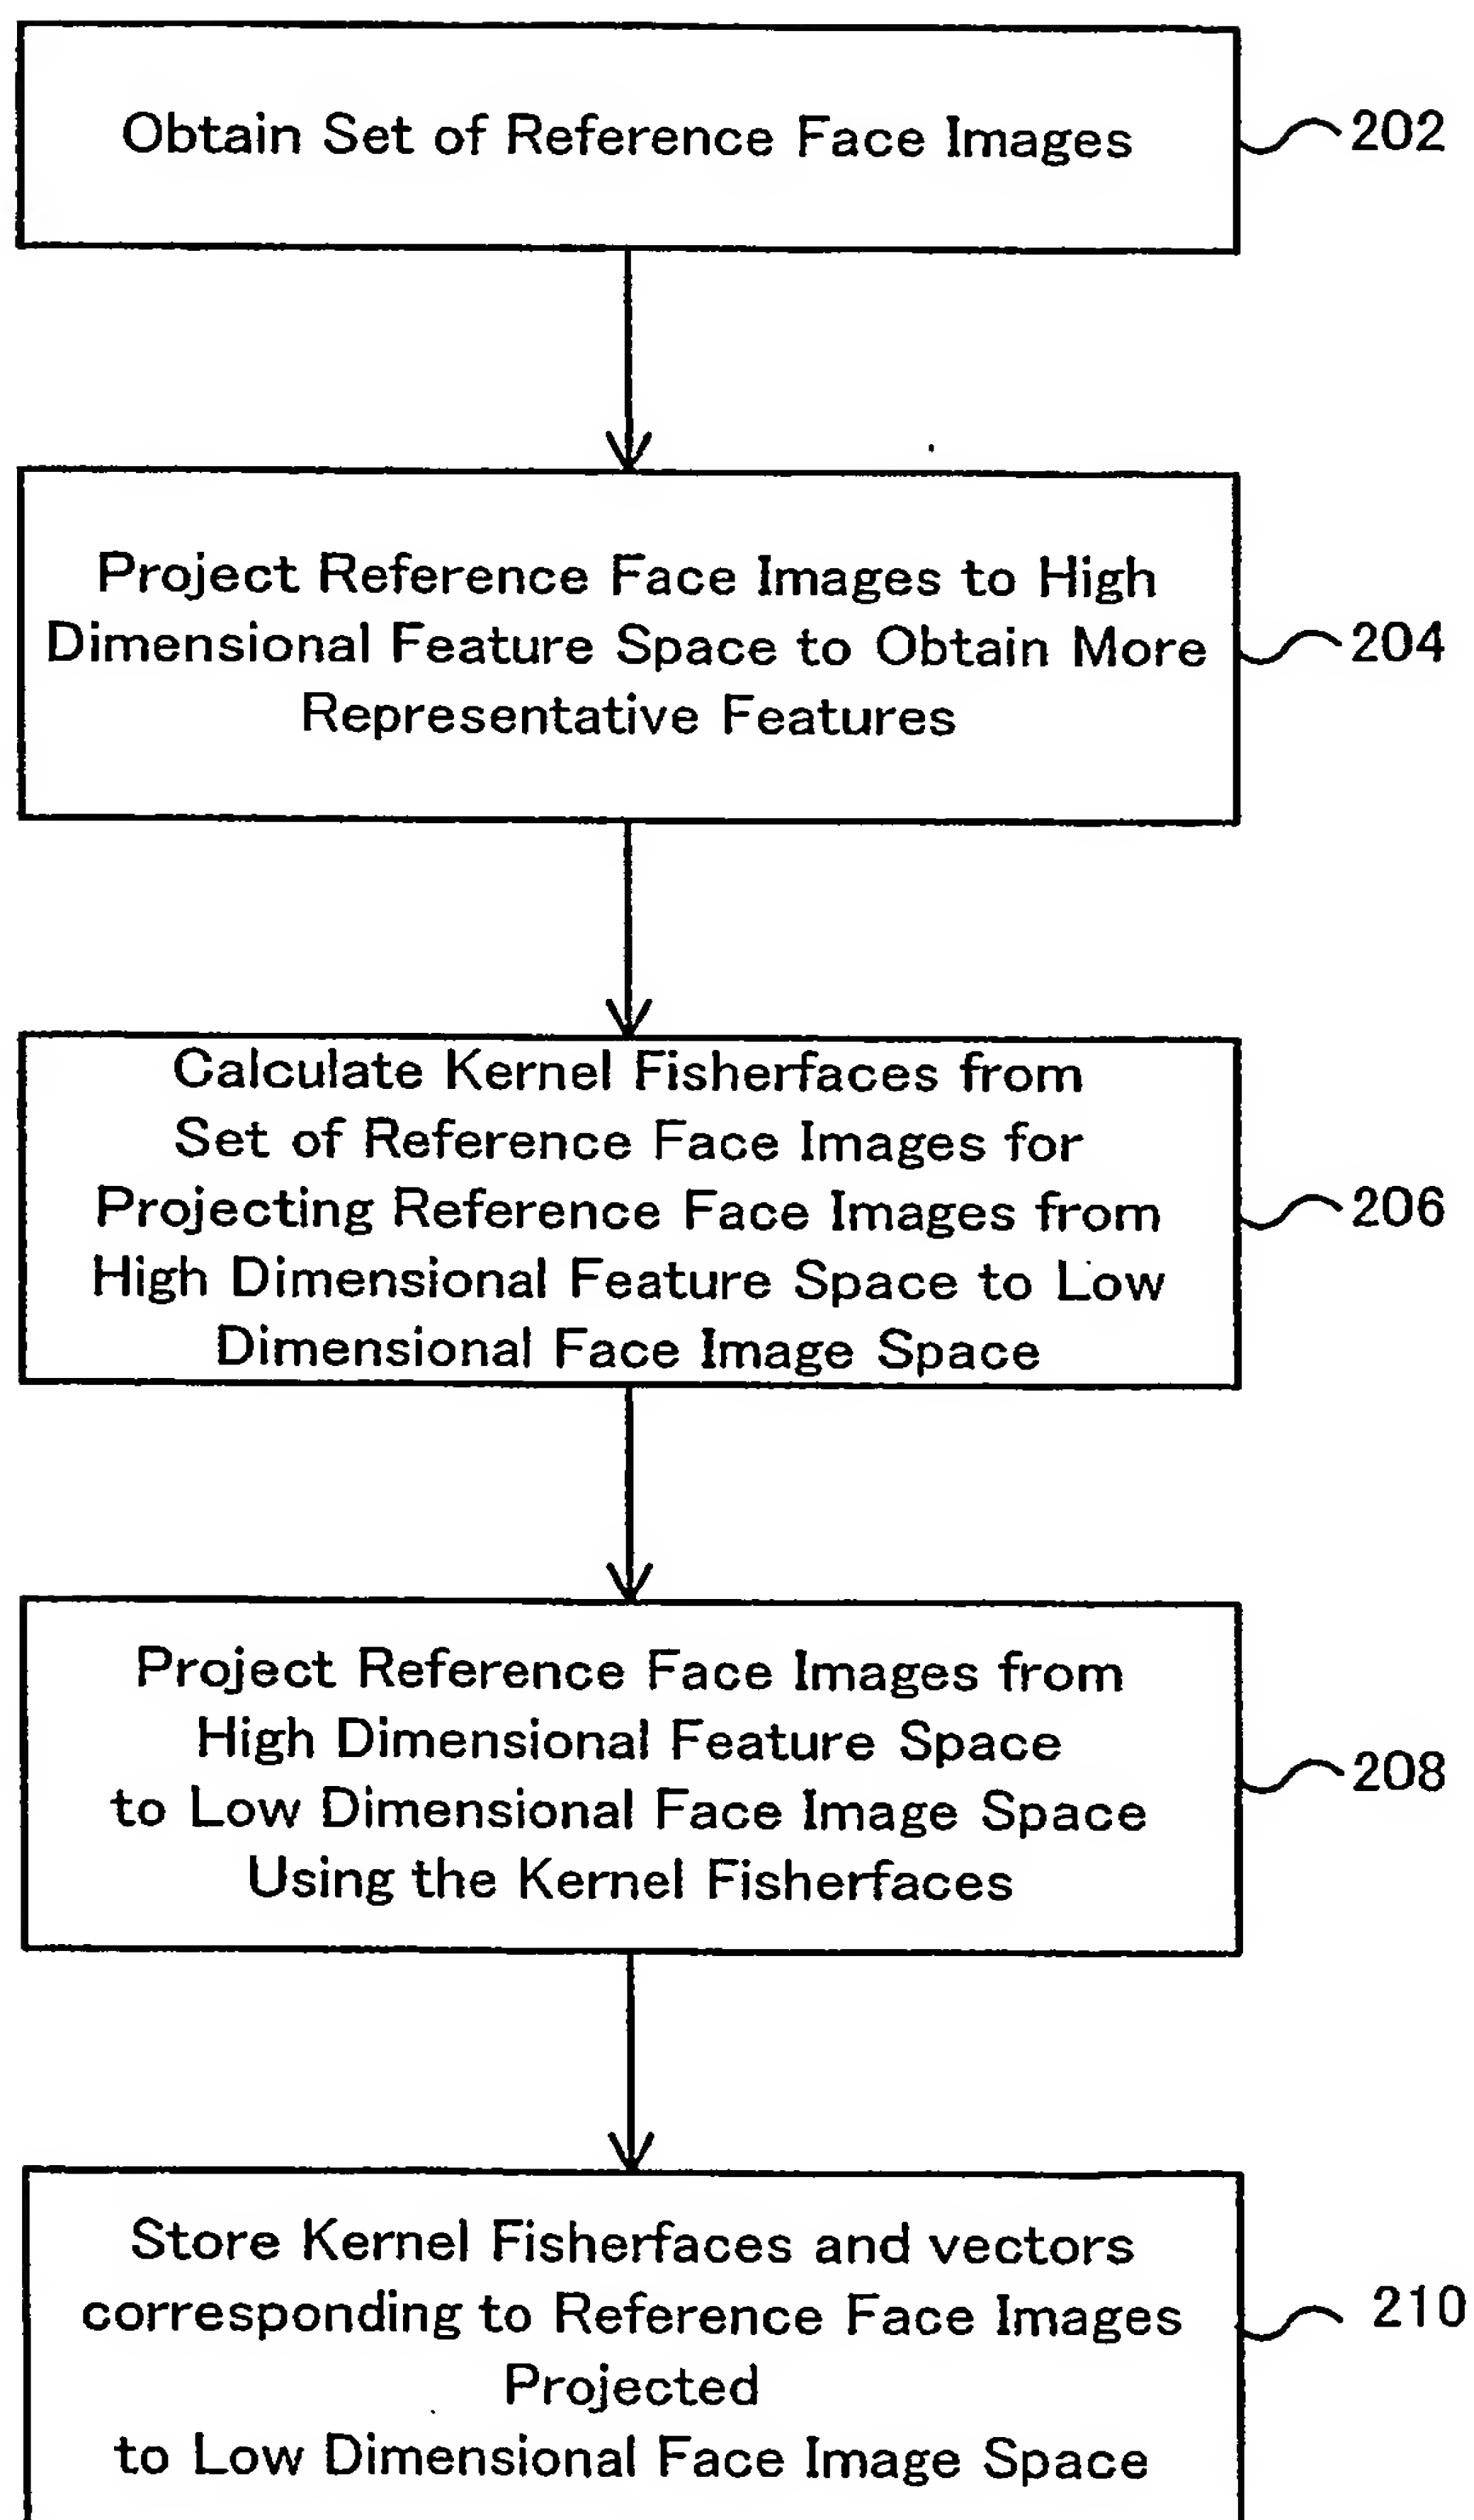 Obtain Set of Reference Face Images
202
Project Reference Face Images to High
Dimensional Feature Space to Obtain More
Representative Features
204
Calculate Kernel Fisherfaces from
Set of Reference Face Images for
Projecting Reference Face Images from
High Dimensional Feature Space to Low
Dimensional Face Image Space
206
Project Reference Face Images from
High Dimensional Feature Space
to Low Dimensional Face Image Space
Using the Kernel Fisherfaces
208
Store Kernel Fisherfaces and vectors
corresponding to Reference Face Images
Projected
to Low Dimensional Face Image Space
210